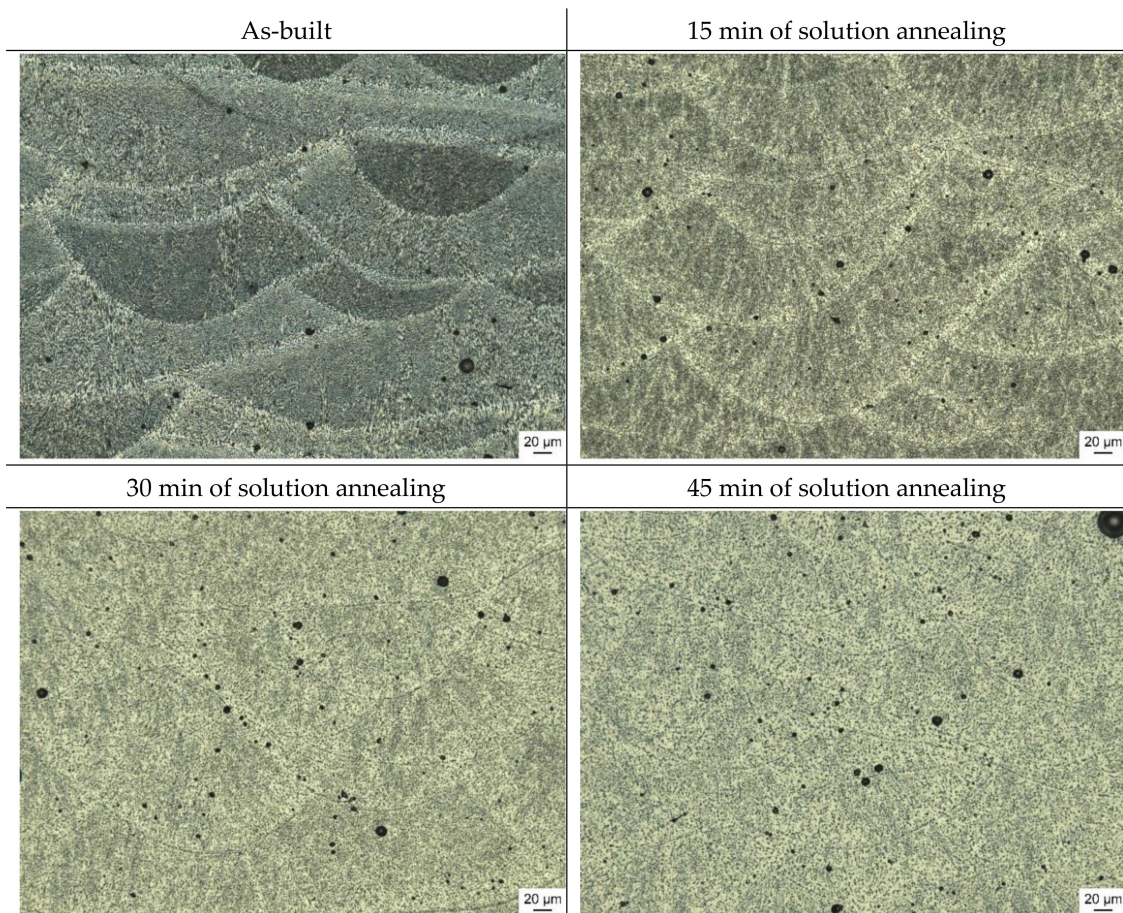 As-built
15 min of solution annealing
20 µm
20 µm
30 min of solution annealing
45 min of solution annealing
20 µm
20 µm